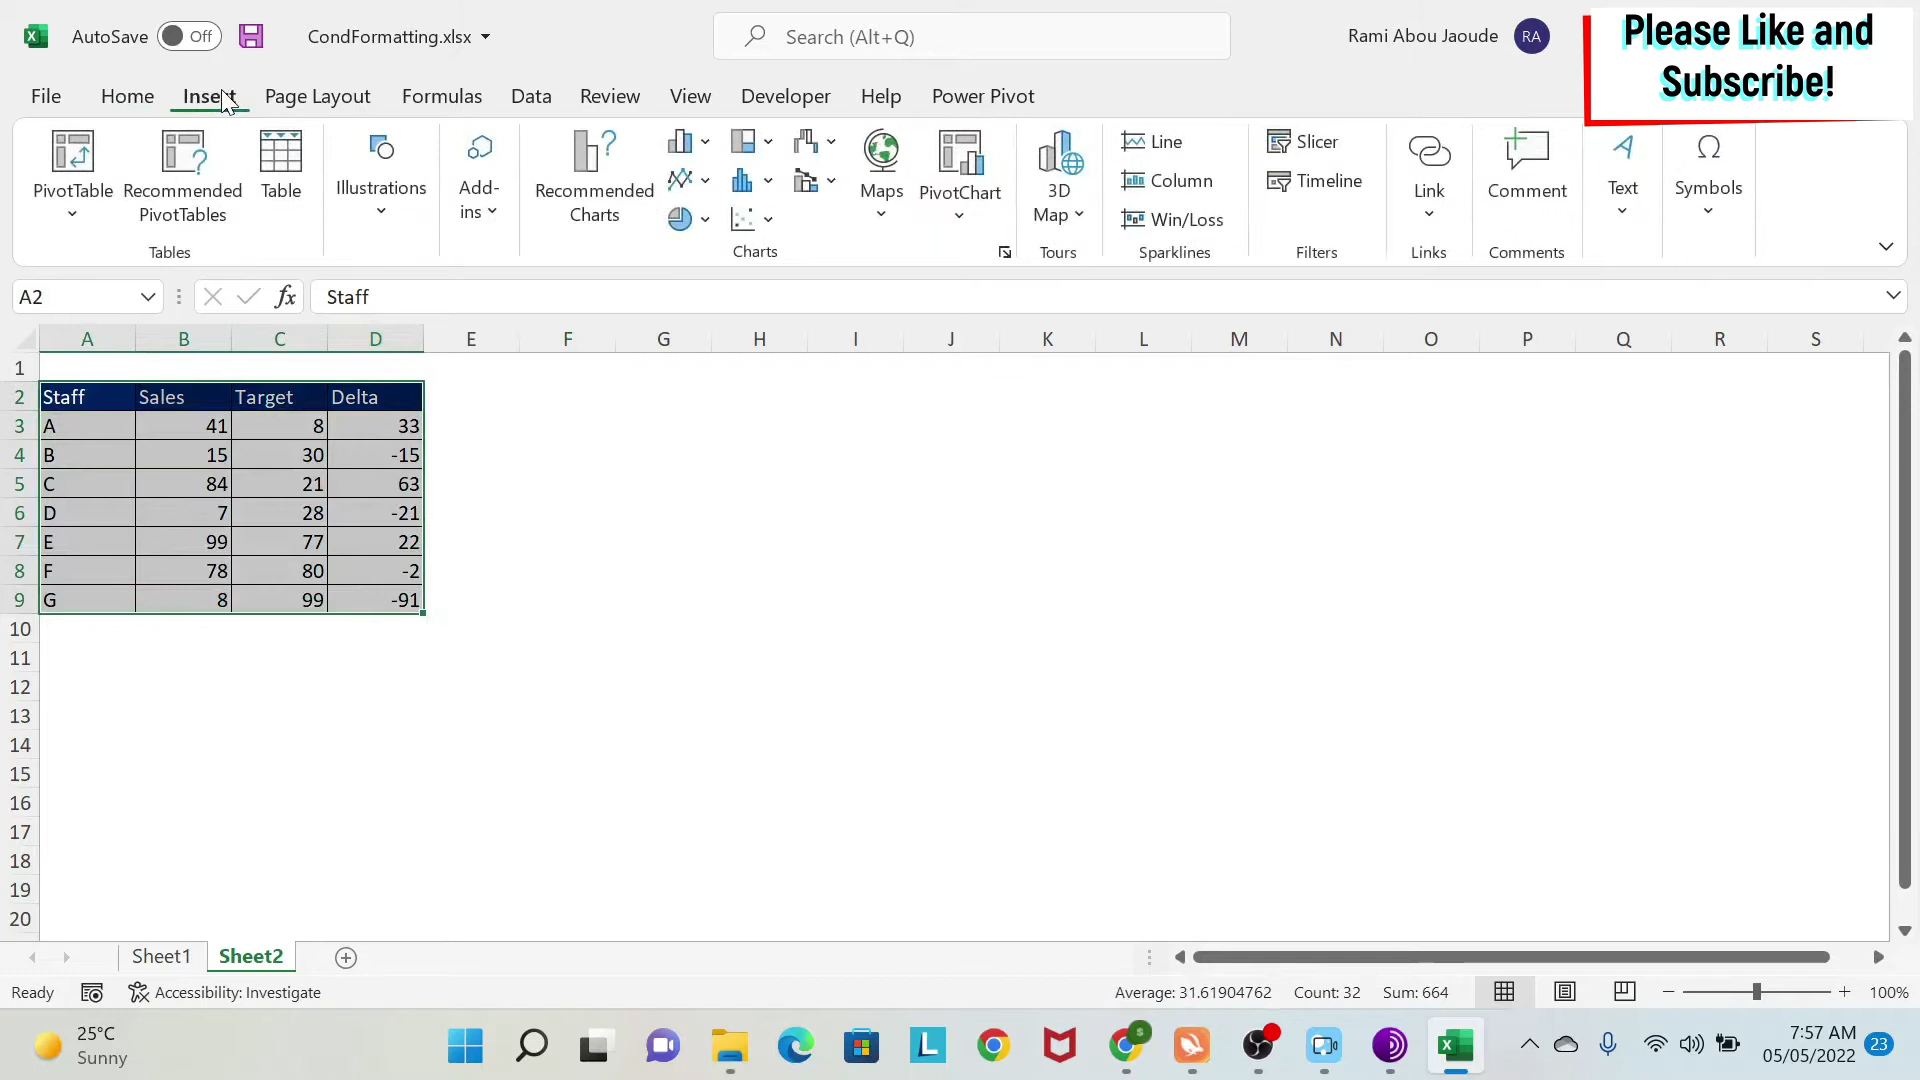 AutoSave Off CondFormatting.xlsx Search (Alt+Q) Rami Abou Jaoude RA
Please Like and
Subscribe!
File Home Insert Page Layout Formulas Data Review View Developer Help Power Pivot
PivotTable
Recommended
PivotTables
Table
Tables
Illustrations
Add-
ins
Recommended
Charts
Maps
PivotChart
Charts
3D
Map
Tours
Line
Column
Win/Loss
Sparklines
Slicer
Timeline
Filters
Link
Links
Comment
Comments
Text
Symbols
A2 fx Staff
A B C D E F G H I J K L M N O P Q R S
1
2 Staff Sales Target Delta
3 A 41 8 33
4 B 15 30 -15
5 C 84 21 63
6 D 7 28 -21
7 E 99 77 22
8 F 78 80 -2
9 G 8 99 -91
10
11
12
13
14
15
16
17
18
19
20
Sheet1 Sheet2
Ready Accessibility: Investigate Average: 31.61904762 Count: 32 Sum: 664 100%
25°C
Sunny
7:57 AM
05/05/2022
23